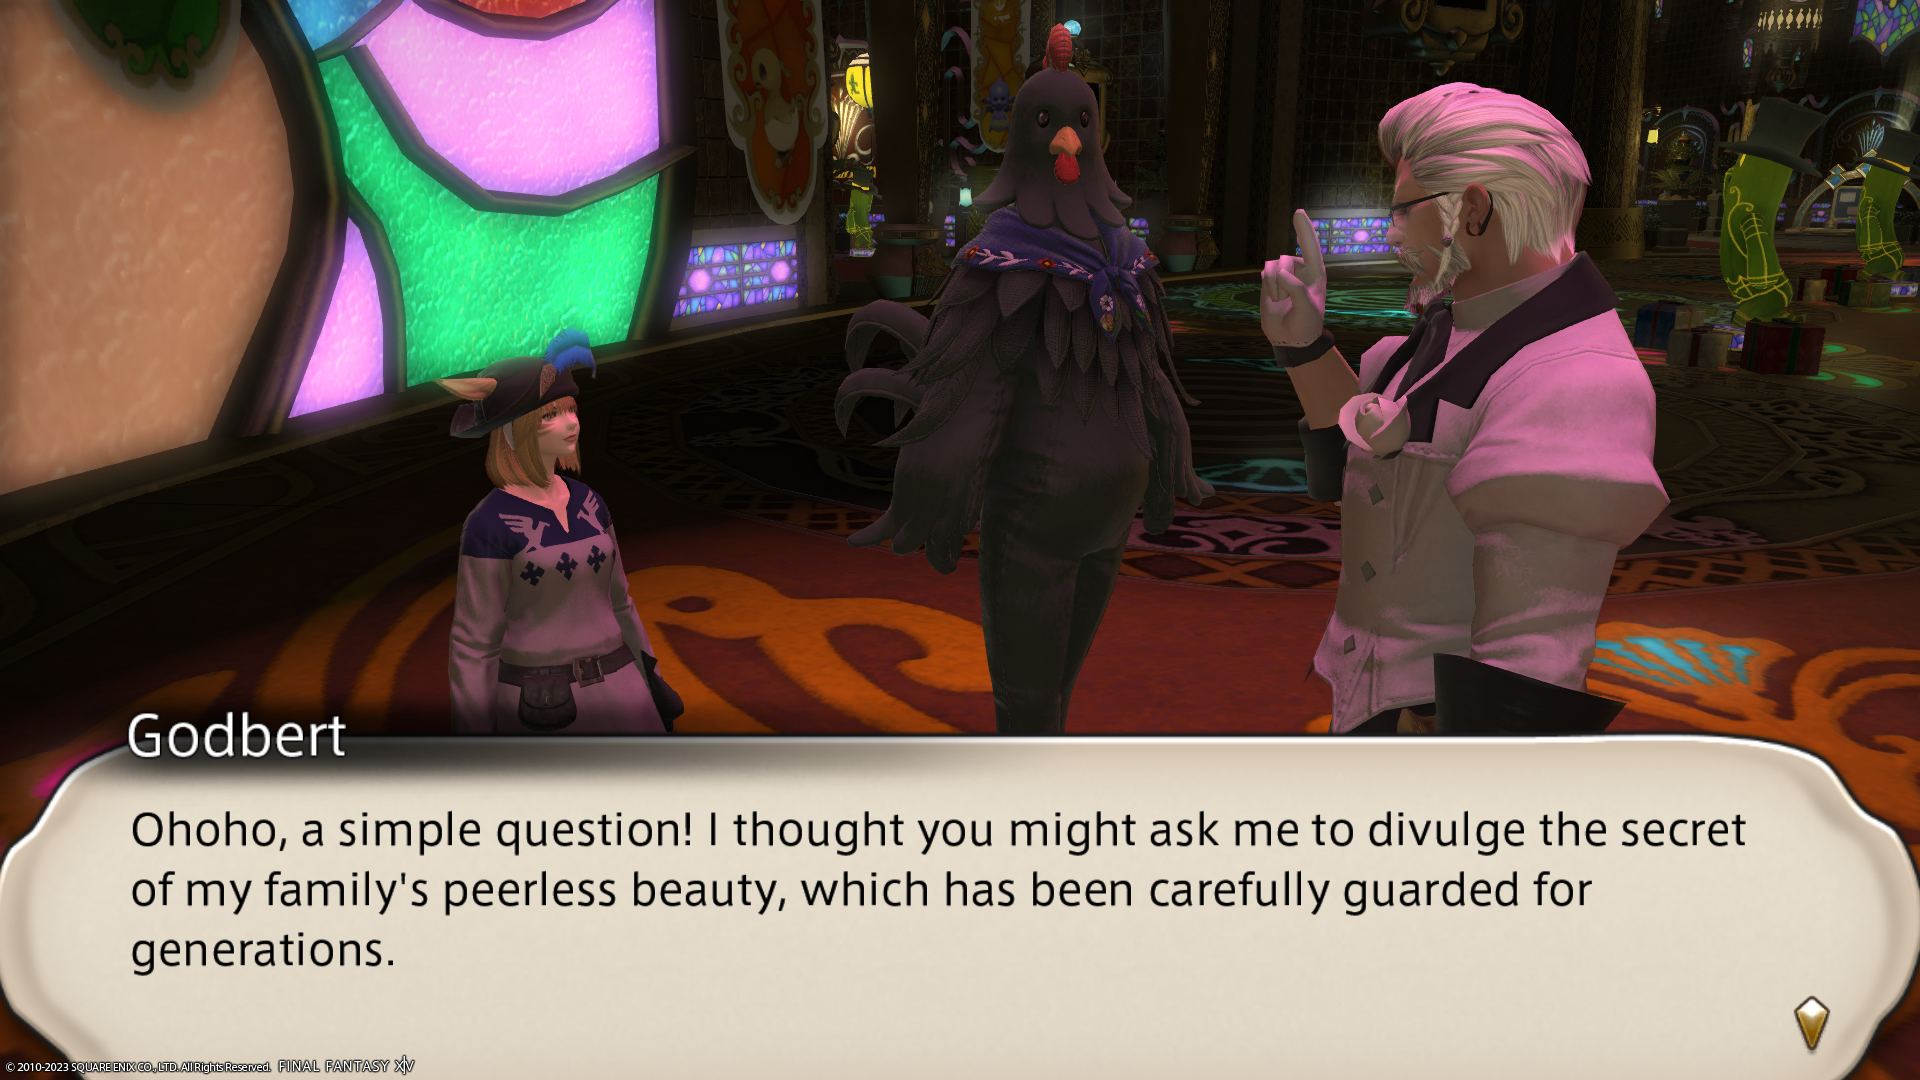 Godbert
Ohoho, a simple question! I thought you might ask me to divulge the secret
of my family's peerless beauty, which has been carefully guarded for
generations.
© 2010-2023 SQUARE ENIX CO., LTD. All Rights Reserved. FINAL FANTASY XIV